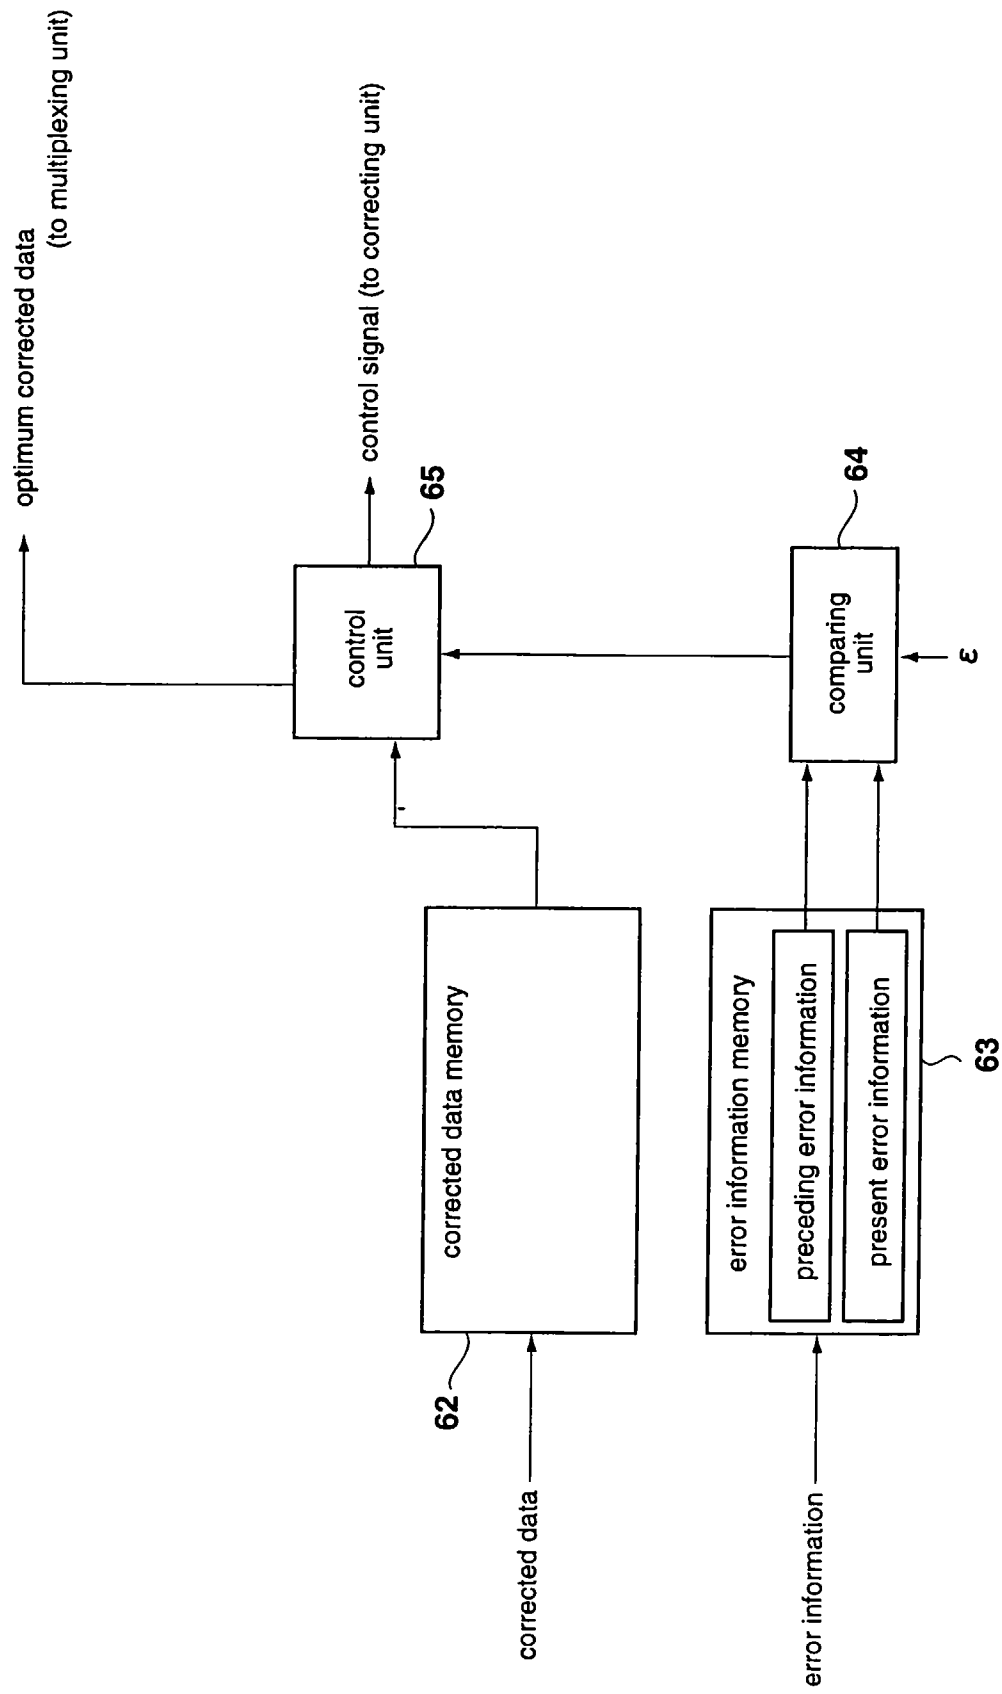 optimum corrected data
(to multiplexing unit)
control signal (to correcting unit)
65
control
unit
64
comparing
unit
ε
corrected data memory
62
corrected data
error information memory
preceding error information
present error information
63
error information